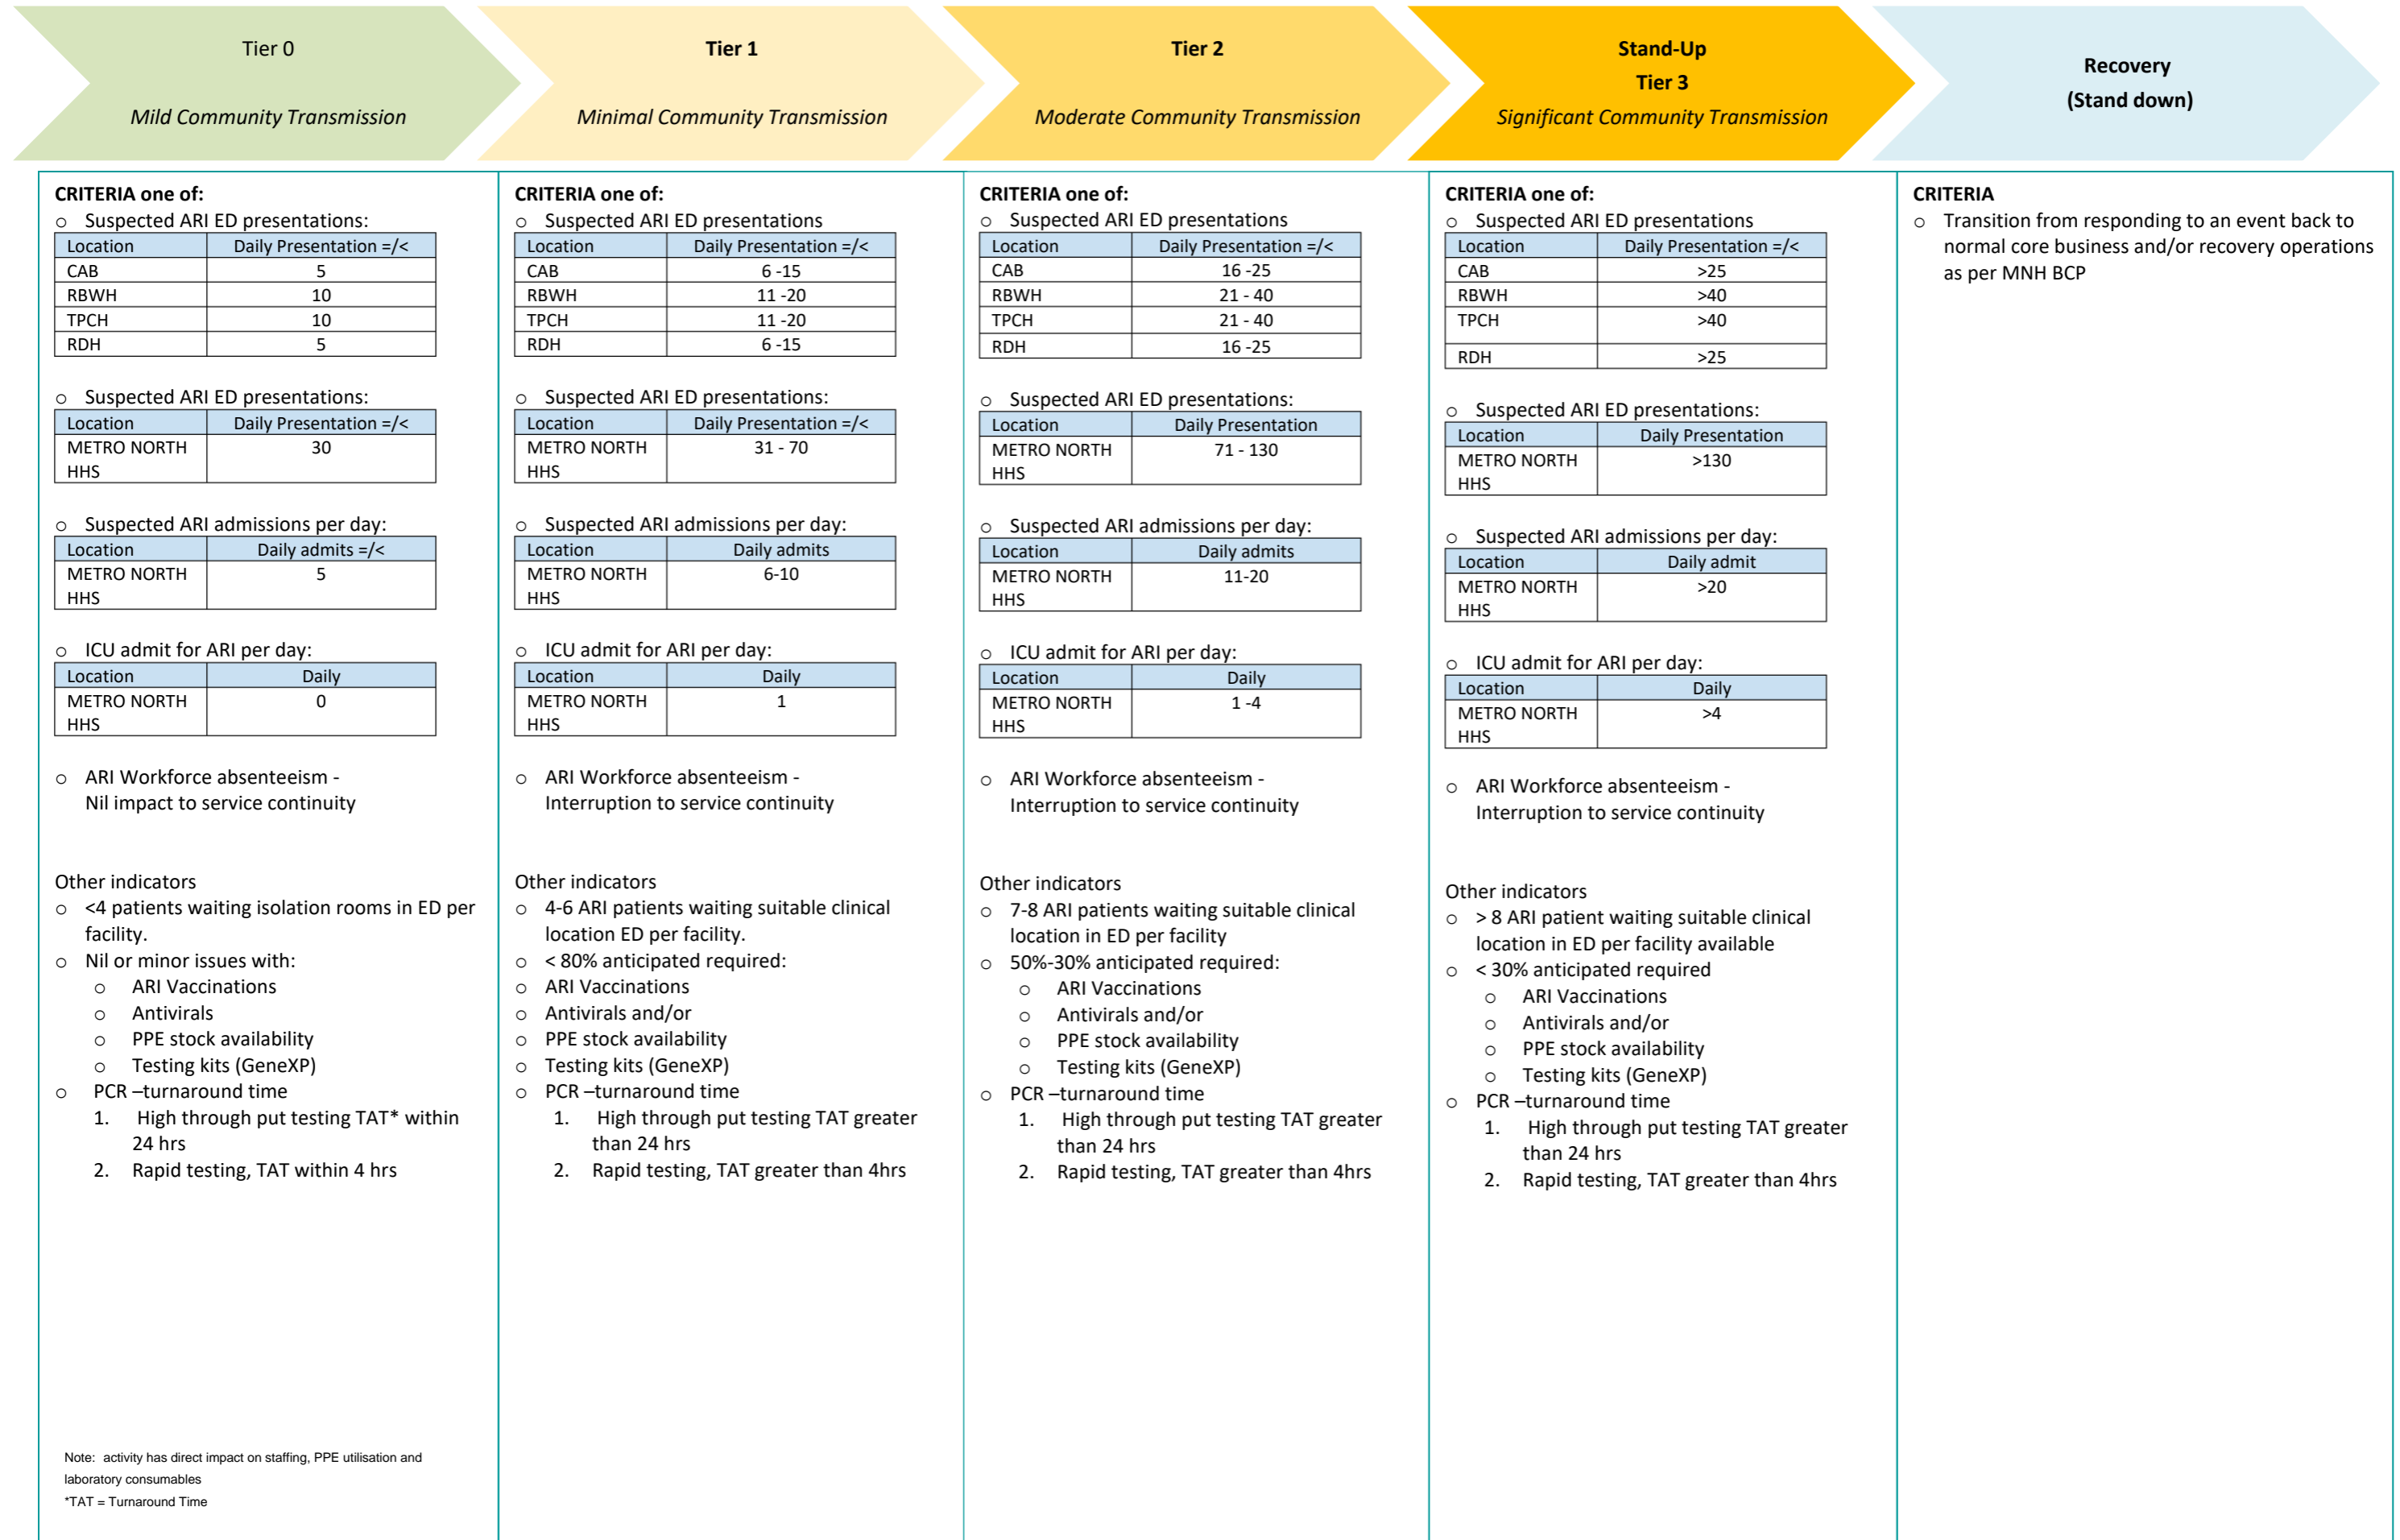 Tier 0
Mild Community Transmission
Tier 1
Minimal Community Transmission
Tier 2
Moderate Community Transmission
Stand-Up
Tier 3
Significant Community Transmission
Recovery
(Stand down)
CRITERIA one of:
o Suspected ARI ED presentations:
Location Daily Presentation =/<
CAB 5
RBWH 10
TPCH 10
RDH 5
o Suspected ARI ED presentations:
Location Daily Presentation =/<
METRO NORTH 30
HHS
o Suspected ARI admissions per day:
Location Daily admits =/<
METRO NORTH 5
HHS
o ICU admit for ARI per day:
Location Daily
METRO NORTH 0
HHS
o ARI Workforce absenteeism -
Nil impact to service continuity
Other indicators
o <4 patients waiting isolation rooms in ED per
facility.
o Nil or minor issues with:
o ARI Vaccinations
o Antivirals
o PPE stock availability
o Testing kits (GeneXP)
o PCR –turnaround time
1. High through put testing TAT* within
24 hrs
2. Rapid testing, TAT within 4 hrs
Note: activity has direct impact on staffing, PPE utilisation and
laboratory consumables
*TAT = Turnaround Time
CRITERIA one of:
o Suspected ARI ED presentations
Location Daily Presentation =/<
CAB 6 -15
RBWH 11 -20
TPCH 11 -20
RDH 6 -15
o Suspected ARI ED presentations:
Location Daily Presentation =/<
METRO NORTH 31 - 70
HHS
o Suspected ARI admissions per day:
Location Daily admits
METRO NORTH 6-10
HHS
o ICU admit for ARI per day:
Location Daily
METRO NORTH 1
HHS
o ARI Workforce absenteeism -
Interruption to service continuity
Other indicators
o 4-6 ARI patients waiting suitable clinical
location ED per facility.
o < 80% anticipated required:
o ARI Vaccinations
o Antivirals and/or
o PPE stock availability
o Testing kits (GeneXP)
o PCR –turnaround time
1. High through put testing TAT greater
than 24 hrs
2. Rapid testing, TAT greater than 4hrs
CRITERIA one of:
o Suspected ARI ED presentations
Location Daily Presentation =/<
CAB 16 -25
RBWH 21 - 40
TPCH 21 - 40
RDH 16 -25
o Suspected ARI ED presentations:
Location Daily Presentation
METRO NORTH 71 - 130
HHS
o Suspected ARI admissions per day:
Location Daily admits
METRO NORTH 11-20
HHS
o ICU admit for ARI per day:
Location Daily
METRO NORTH 1 -4
HHS
o ARI Workforce absenteeism -
Interruption to service continuity
Other indicators
o 7-8 ARI patients waiting suitable clinical
location in ED per facility
o 50%-30% anticipated required:
o ARI Vaccinations
o Antivirals and/or
o PPE stock availability
o Testing kits (GeneXP)
o PCR –turnaround time
1. High through put testing TAT greater
than 24 hrs
2. Rapid testing, TAT greater than 4hrs
CRITERIA one of:
o Suspected ARI ED presentations
Location Daily Presentation =/<
CAB >25
RBWH >40
TPCH >40
RDH >25
o Suspected ARI ED presentations:
Location Daily Presentation
METRO NORTH >130
HHS
o Suspected ARI admissions per day:
Location Daily admit
METRO NORTH >20
HHS
o ICU admit for ARI per day:
Location Daily
METRO NORTH >4
HHS
o ARI Workforce absenteeism -
Interruption to service continuity
Other indicators
o > 8 ARI patient waiting suitable clinical
location in ED per facility available
o < 30% anticipated required
o ARI Vaccinations
o Antivirals and/or
o PPE stock availability
o Testing kits (GeneXP)
o PCR –turnaround time
1. High through put testing TAT greater
than 24 hrs
2. Rapid testing, TAT greater than 4hrs
CRITERIA
o Transition from responding to an event back to
normal core business and/or recovery operations
as per MNH BCP